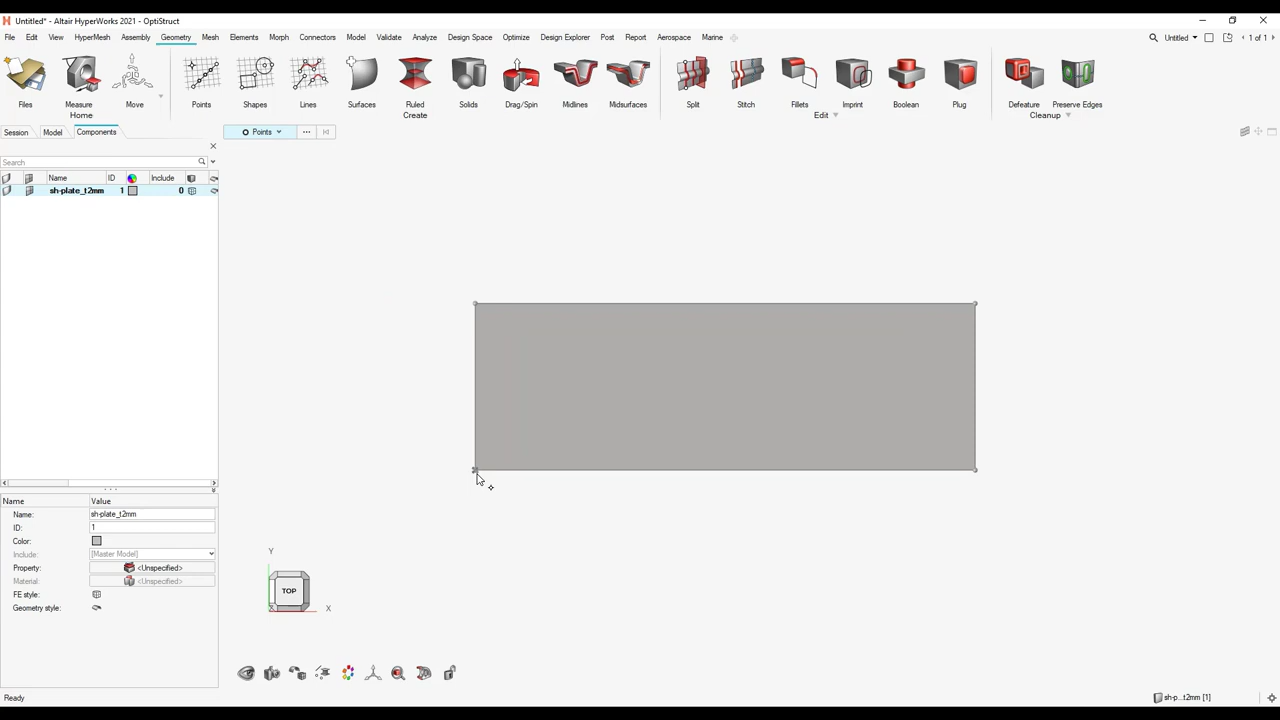 Untitled* - Altair HyperWorks 2021 - OptiStruct
File Edit View HyperMesh Assembly Geometry Mesh Elements Morph Connectors Model Validate Analyze Design Space Optimize Design Explorer Post Report Aerospace Marine Untitled 1 of 1
Files Measure Move Points Shapes Lines Surfaces Ruled Solids Drag/Spin Midlines Midsurfaces Split Stitch Fillets Imprint Boolean Plug Defeature Preserve Edges
Home Create Edit Cleanup
Session Model Components Points
Search
Name ID Include
sh-plate_t2mm 1 0
Name Value
Name: sh-plate_t2mm
ID: 1
Color:
Include: [Master Model]
Property: <Unspecified>
Material: <Unspecified>
FE style:
Geometry style:
Y
TOP
Z X
Ready sh-p...t2mm [1]